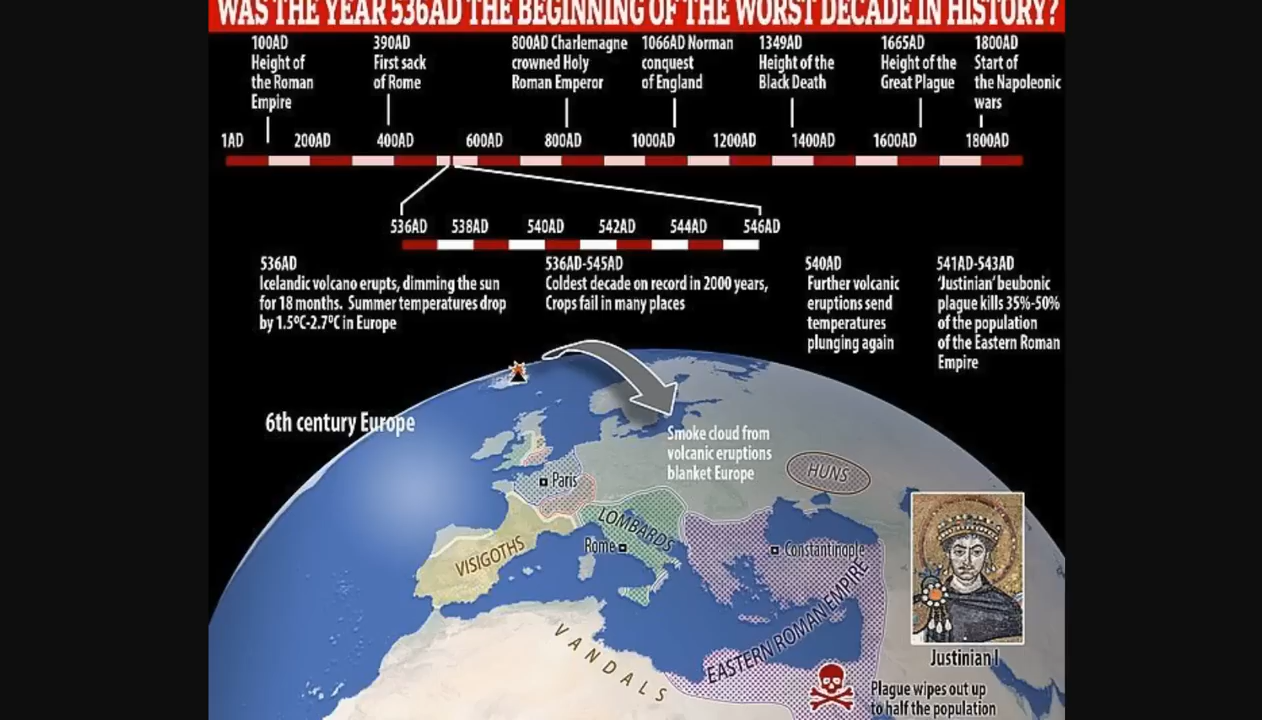 WAS THE YEAR 536AD THE BEGINNING OF THE WORST DECADE IN HISTORY?
100AD
Height of
the Roman
Empire
390AD
First sack
of Rome
800AD Charlemagne
crowned Holy
Roman Emperor
1066AD Norman
conquest
of England
1349AD
Height of the
Black Death
1665AD
Height of the
Great Plague
1800AD
Start of
the Napoleonic
wars
1AD 200AD 400AD 600AD 800AD 1000AD 1200AD 1400AD 1600AD 1800AD
536AD 538AD 540AD 542AD 544AD 546AD
536AD
Icelandic volcano erupts, dimming the sun
for 18 months. Summer temperatures drop
by 1.5ºC-2.7ºC in Europe
536AD-545AD
Coldest decade on record in 2000 years,
Crops fail in many places
540AD
Further volcanic
eruptions send
temperatures
plunging again
541AD-543AD
'Justinian' beubonic
plague kills 35%-50%
of the population
of the Eastern Roman
Empire
6th century Europe
Smoke cloud from
volcanic eruptions
blanket Europe
HUNS
Paris
LOMBARDS
VISIGOTHS
Rome
Constantinople
EASTERN ROMAN EMPIRE
VANDALS
Justinian I
Plague wipes out up
to half the population